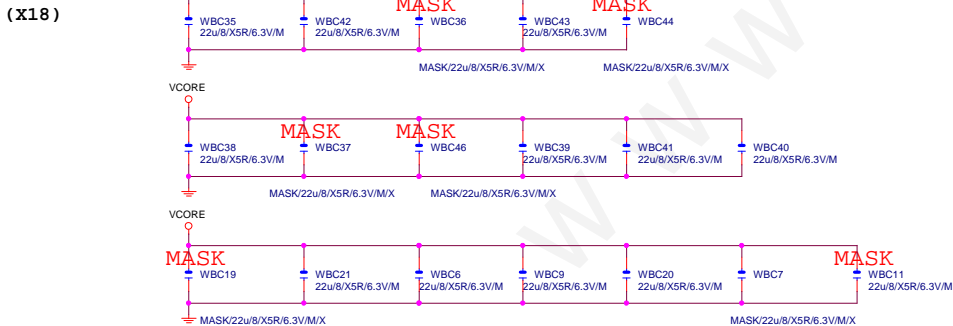 (X18)
MASK MASK
WBC35 WBC42 WBC36 WBC43 WBC44
22u/8/X5R/6.3V/M 22u/8/X5R/6.3V/M 22u/8/X5R/6.3V/M
MASK/22u/8/X5R/6.3V/M/X MASK/22u/8/X5R/6.3V/M/X
VCORE
MASK MASK
WBC38 WBC37 WBC46 WBC39 WBC41 WBC40
22u/8/X5R/6.3V/M 22u/8/X5R/6.3V/M 22u/8/X5R/6.3V/M 22u/8/X5R/6.3V/M
MASK/22u/8/X5R/6.3V/M/X MASK/22u/8/X5R/6.3V/M/X
VCORE
MASK MASK
WBC19 WBC21 WBC6 WBC9 WBC20 WBC7 WBC11
22u/8/X5R/6.3V/M 22u/8/X5R/6.3V/M 22u/8/X5R/6.3V/M 22u/8/X5R/6.3V/M 22u/8/X5R/6.3V/M
MASK/22u/8/X5R/6.3V/M/X MASK/22u/8/X5R/6.3V/M/X
w w w